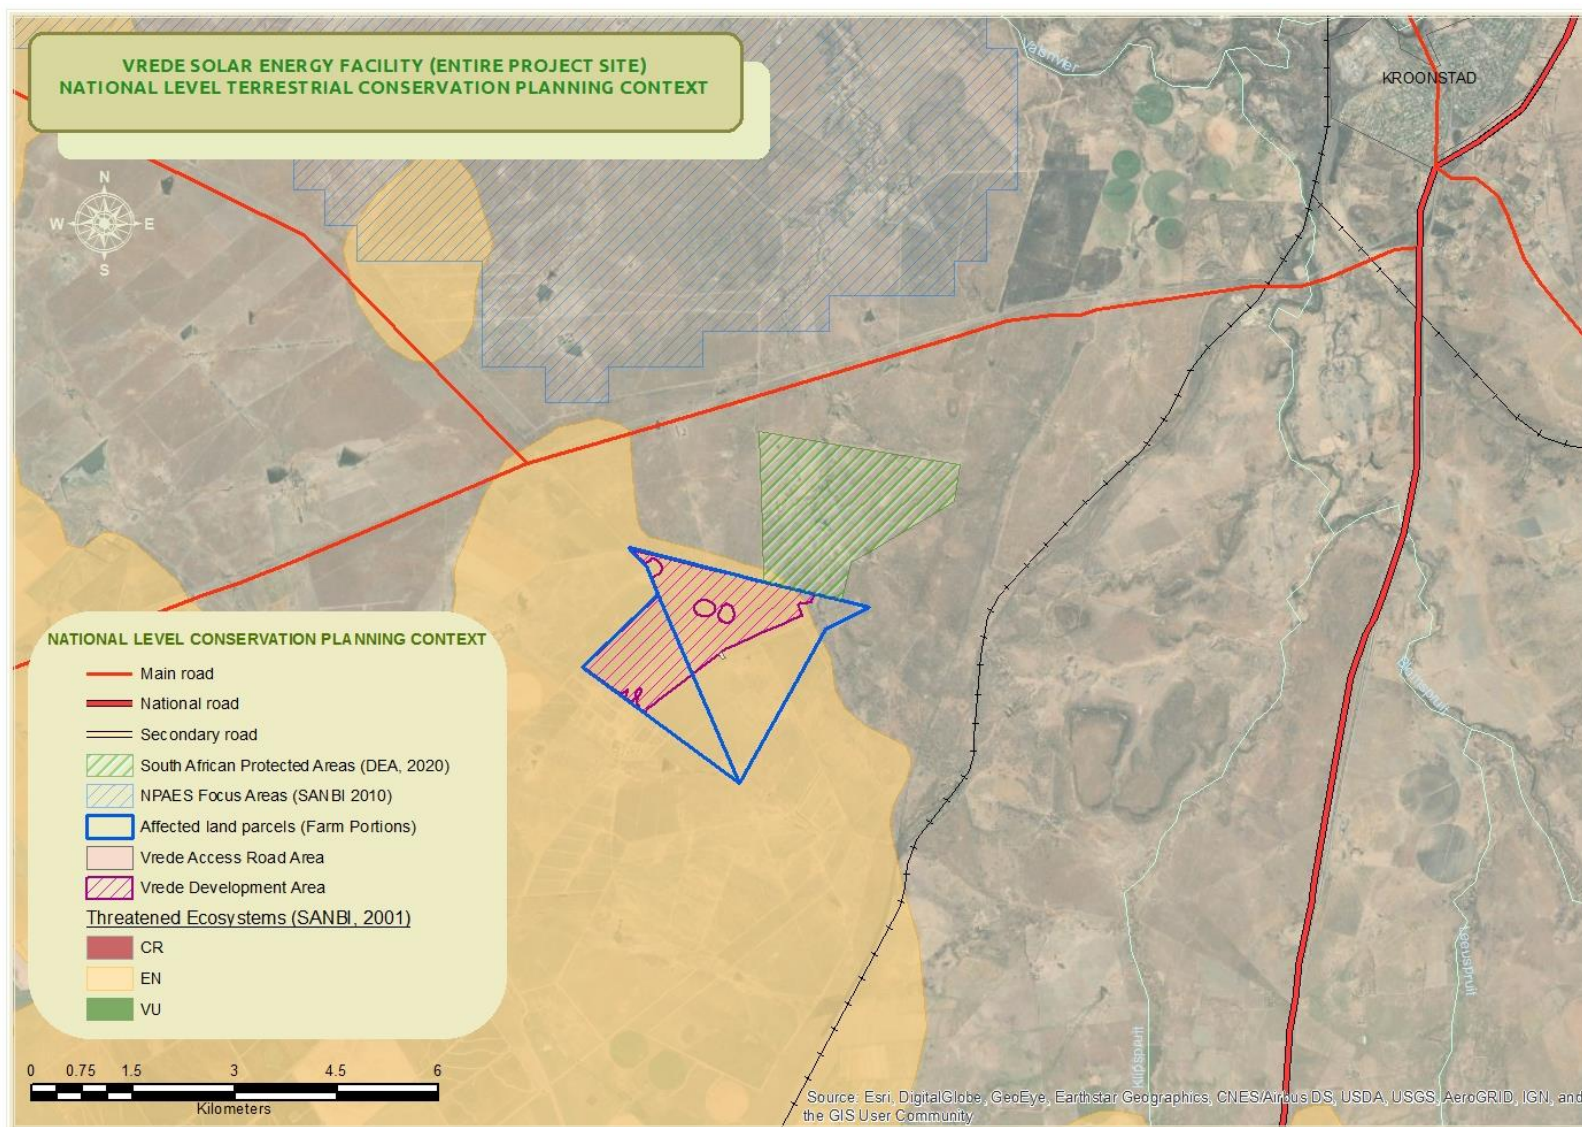 VREDE SOLAR ENERGY FACILITY (ENTIRE PROJECT SITE)
NATIONAL LEVEL TERRESTRIAL CONSERVATION PLANNING CONTEXT
N
W E
S
KROONSTAD
NATIONAL LEVEL CONSERVATION PLANNING CONTEXT
Main road
National road
Secondary road
South African Protected Areas (DEA, 2020)
NPAES Focus Areas (SANBI 2010)
Affected land parcels (Farm Portions)
Vrede Access Road Area
Vrede Development Area
Threatened Ecosystems (SANBI, 2001)
CR
EN
VU
Klipspruit
Leeuspruit
0 0.75 1.5 3 4.5 6
Kilometers
Source: Esri, DigitalGlobe, GeoEye, Earthstar Geographics, CNES/Airbus DS, USDA, USGS, AeroGRID, IGN, and
the GIS User Community